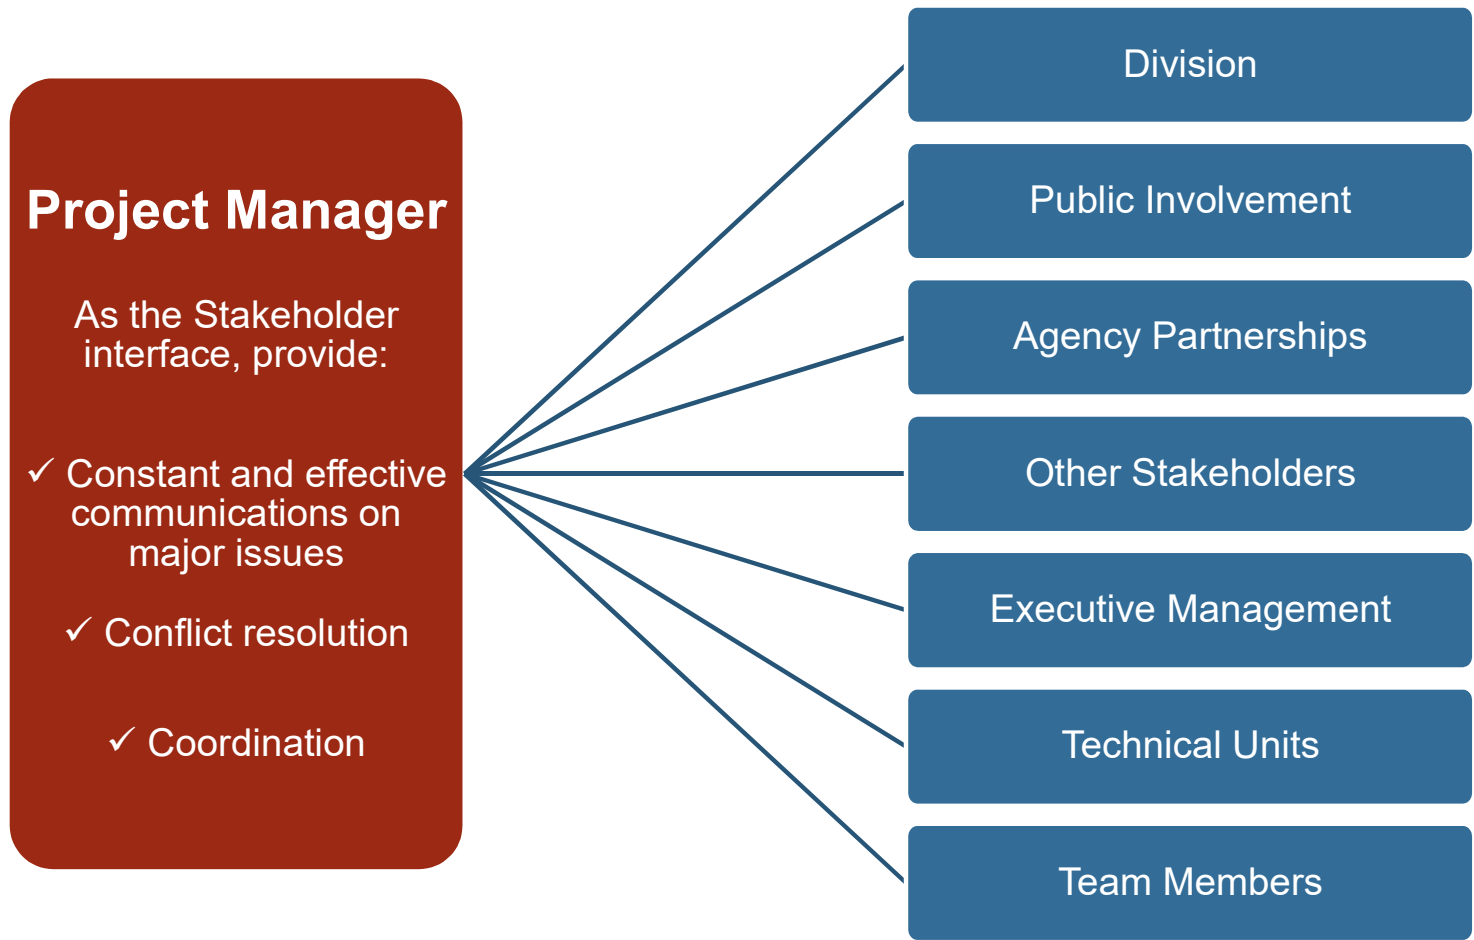 Project Manager
As the Stakeholder
interface, provide:
✓ Constant and effective
communications on
major issues
✓ Conflict resolution
✓ Coordination
Division
Public Involvement
Agency Partnerships
Other Stakeholders
Executive Management
Technical Units
Team Members